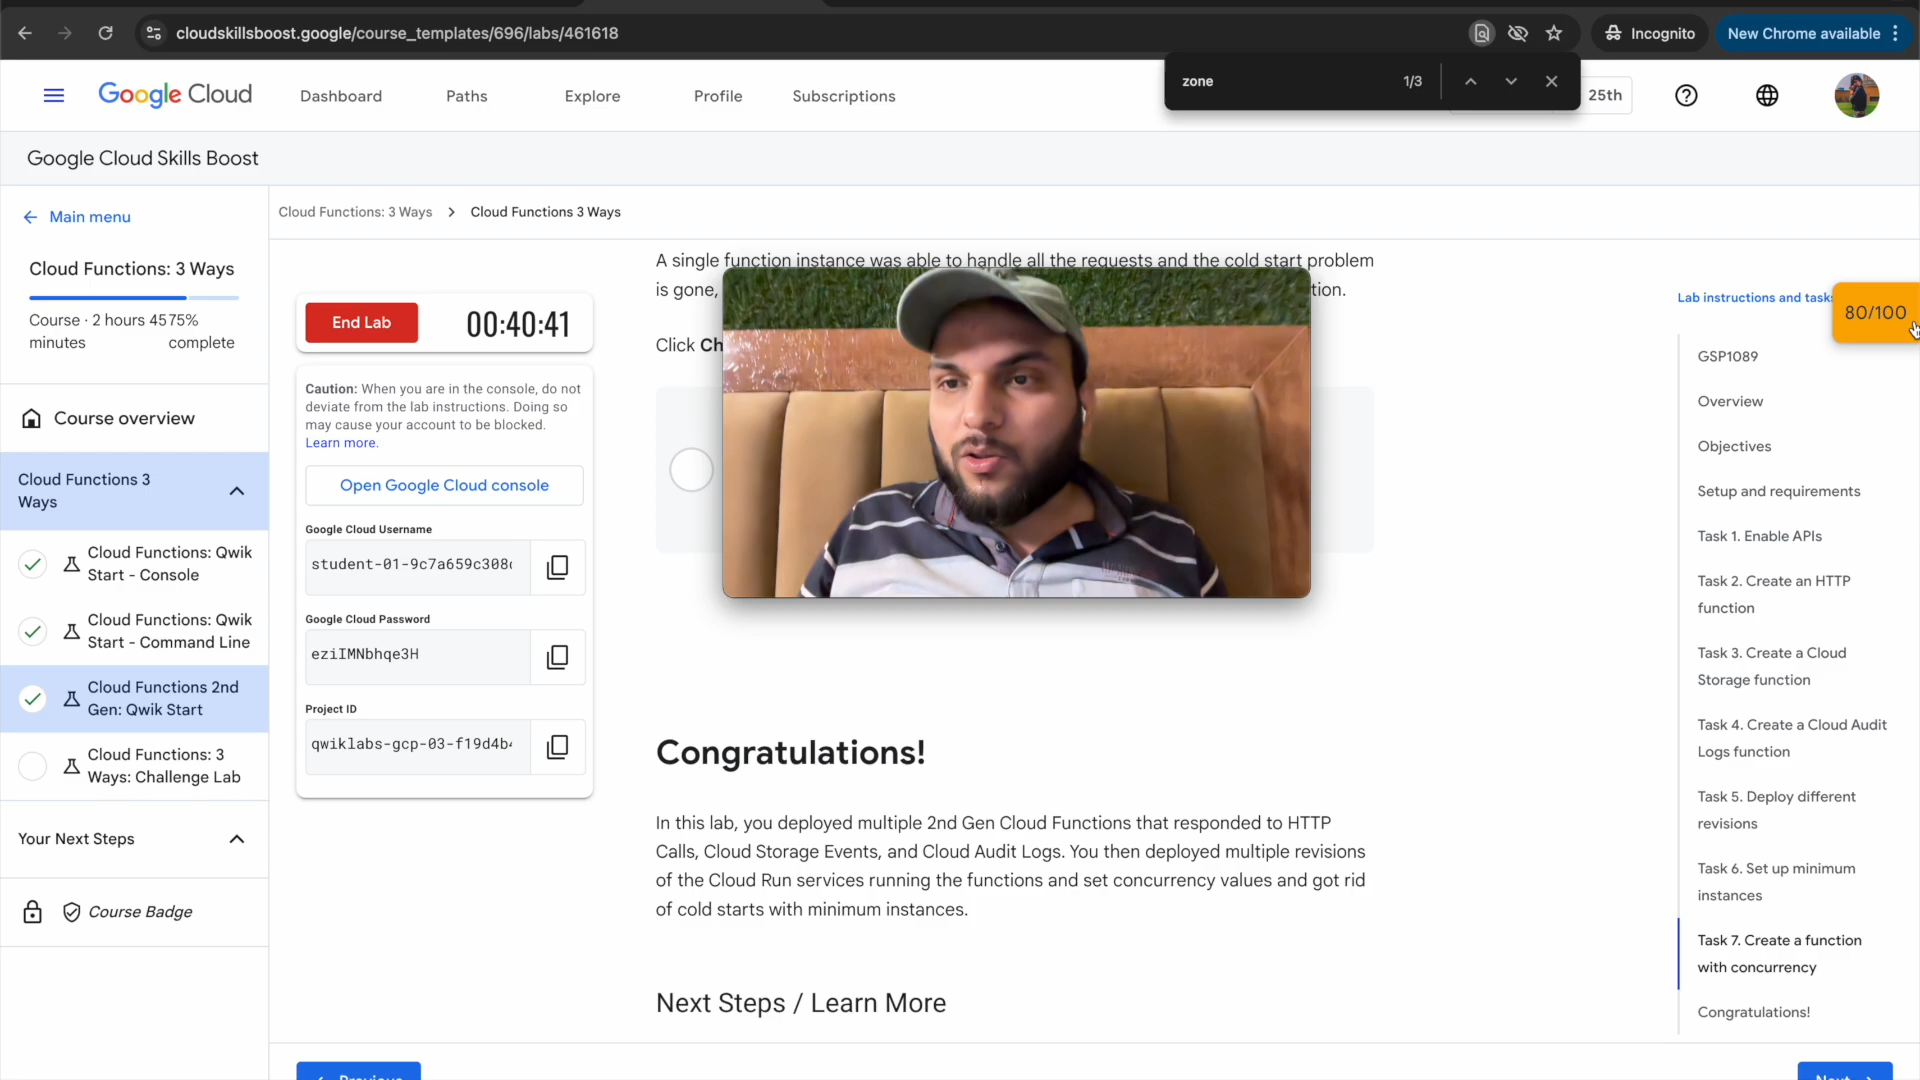 cloudskillsboost.google/course_templates/696/labs/461618
Incognito
New Chrome available
zone
1/3
Google Cloud
Dashboard
Paths
Explore
Profile
Subscriptions
25th
Google Cloud Skills Boost
Main menu
Cloud Functions: 3 Ways
Course · 2 hours 45
minutes
75%
complete
Course overview
Cloud Functions 3
Ways
Cloud Functions: Qwik
Start - Console
Cloud Functions: Qwik
Start - Command Line
Cloud Functions 2nd
Gen: Qwik Start
Cloud Functions: 3
Ways: Challenge Lab
Your Next Steps
Course Badge
Cloud Functions: 3 Ways
Cloud Functions 3 Ways
End Lab
00:40:41
Caution: When you are in the console, do not
deviate from the lab instructions. Doing so
may cause your account to be blocked.
Learn more.
Open Google Cloud console
Google Cloud Username
student-01-9c7a659c308
Google Cloud Password
eziIMNbhqe3H
Project ID
qwiklabs-gcp-03-f19d4b
A single function instance was able to handle all the requests and the cold start problem
is gone,
tion.
Click Ch
Congratulations!
In this lab, you deployed multiple 2nd Gen Cloud Functions that responded to HTTP
Calls, Cloud Storage Events, and Cloud Audit Logs. You then deployed multiple revisions
of the Cloud Run services running the functions and set concurrency values and got rid
of cold starts with minimum instances.
Next Steps / Learn More
Previous
Next
Lab instructions and tasks
80/100
GSP1089
Overview
Objectives
Setup and requirements
Task 1. Enable APIs
Task 2. Create an HTTP
function
Task 3. Create a Cloud
Storage function
Task 4. Create a Cloud Audit
Logs function
Task 5. Deploy different
revisions
Task 6. Set up minimum
instances
Task 7. Create a function
with concurrency
Congratulations!